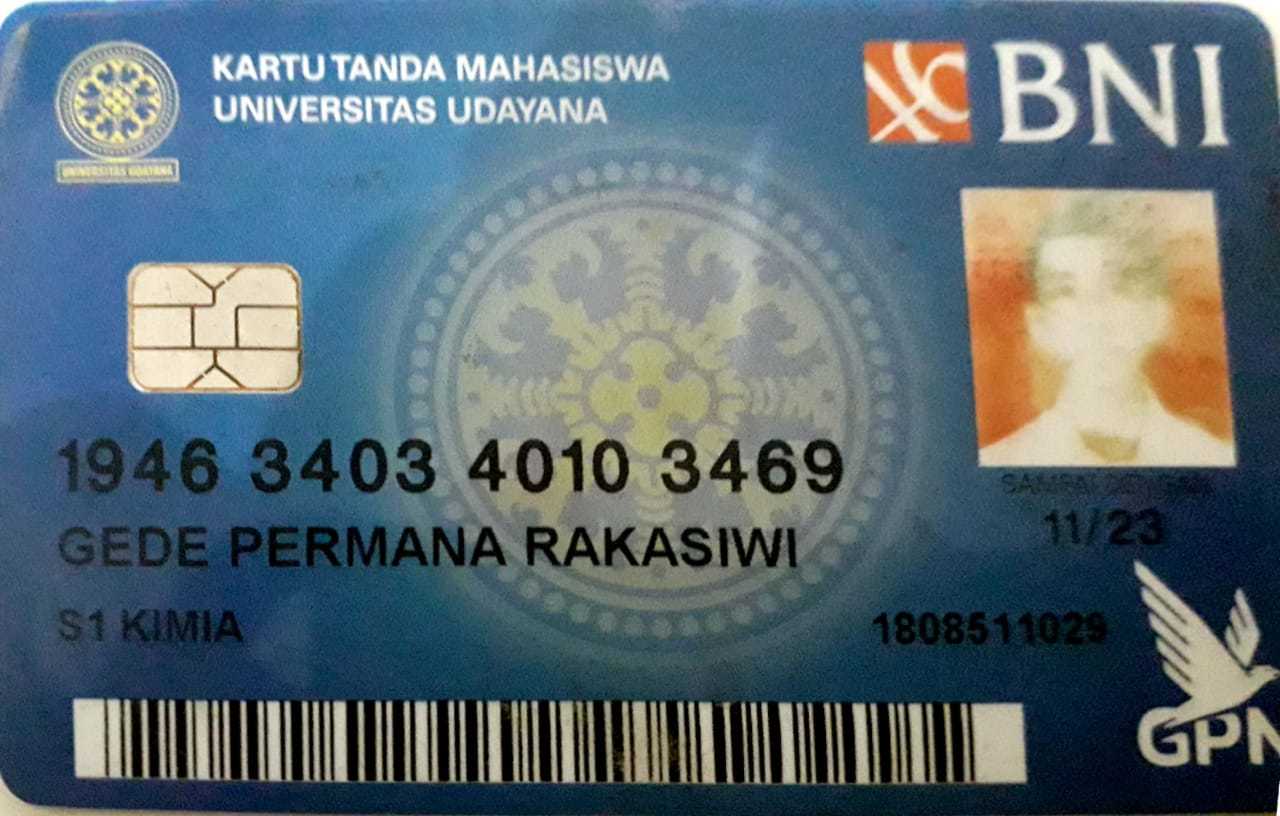 KARTU TANDA MAHASISWA
UNIVERSITAS UDAYANA
BNI
UNIVERSITAS UDAYANA
1946 3403 4010 3469
SAMPAI DENGAN
11/23
GEDE PERMANA RAKASIWI
S1 KIMIA
1808511029
GPN